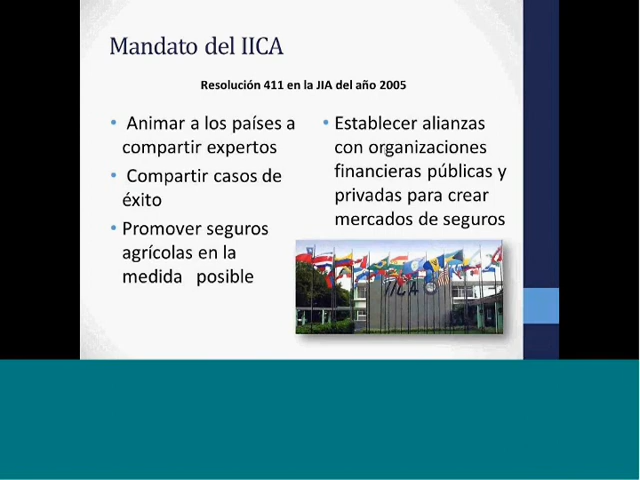 Mandato del IICA
Resolución 411 en la JIA del año 2005
• Animar a los países a
compartir expertos
• Compartir casos de
éxito
• Promover seguros
agrícolas en la
medida posible
• Establecer alianzas
con organizaciones
financieras públicas y
privadas para crear
mercados de seguros
IICA